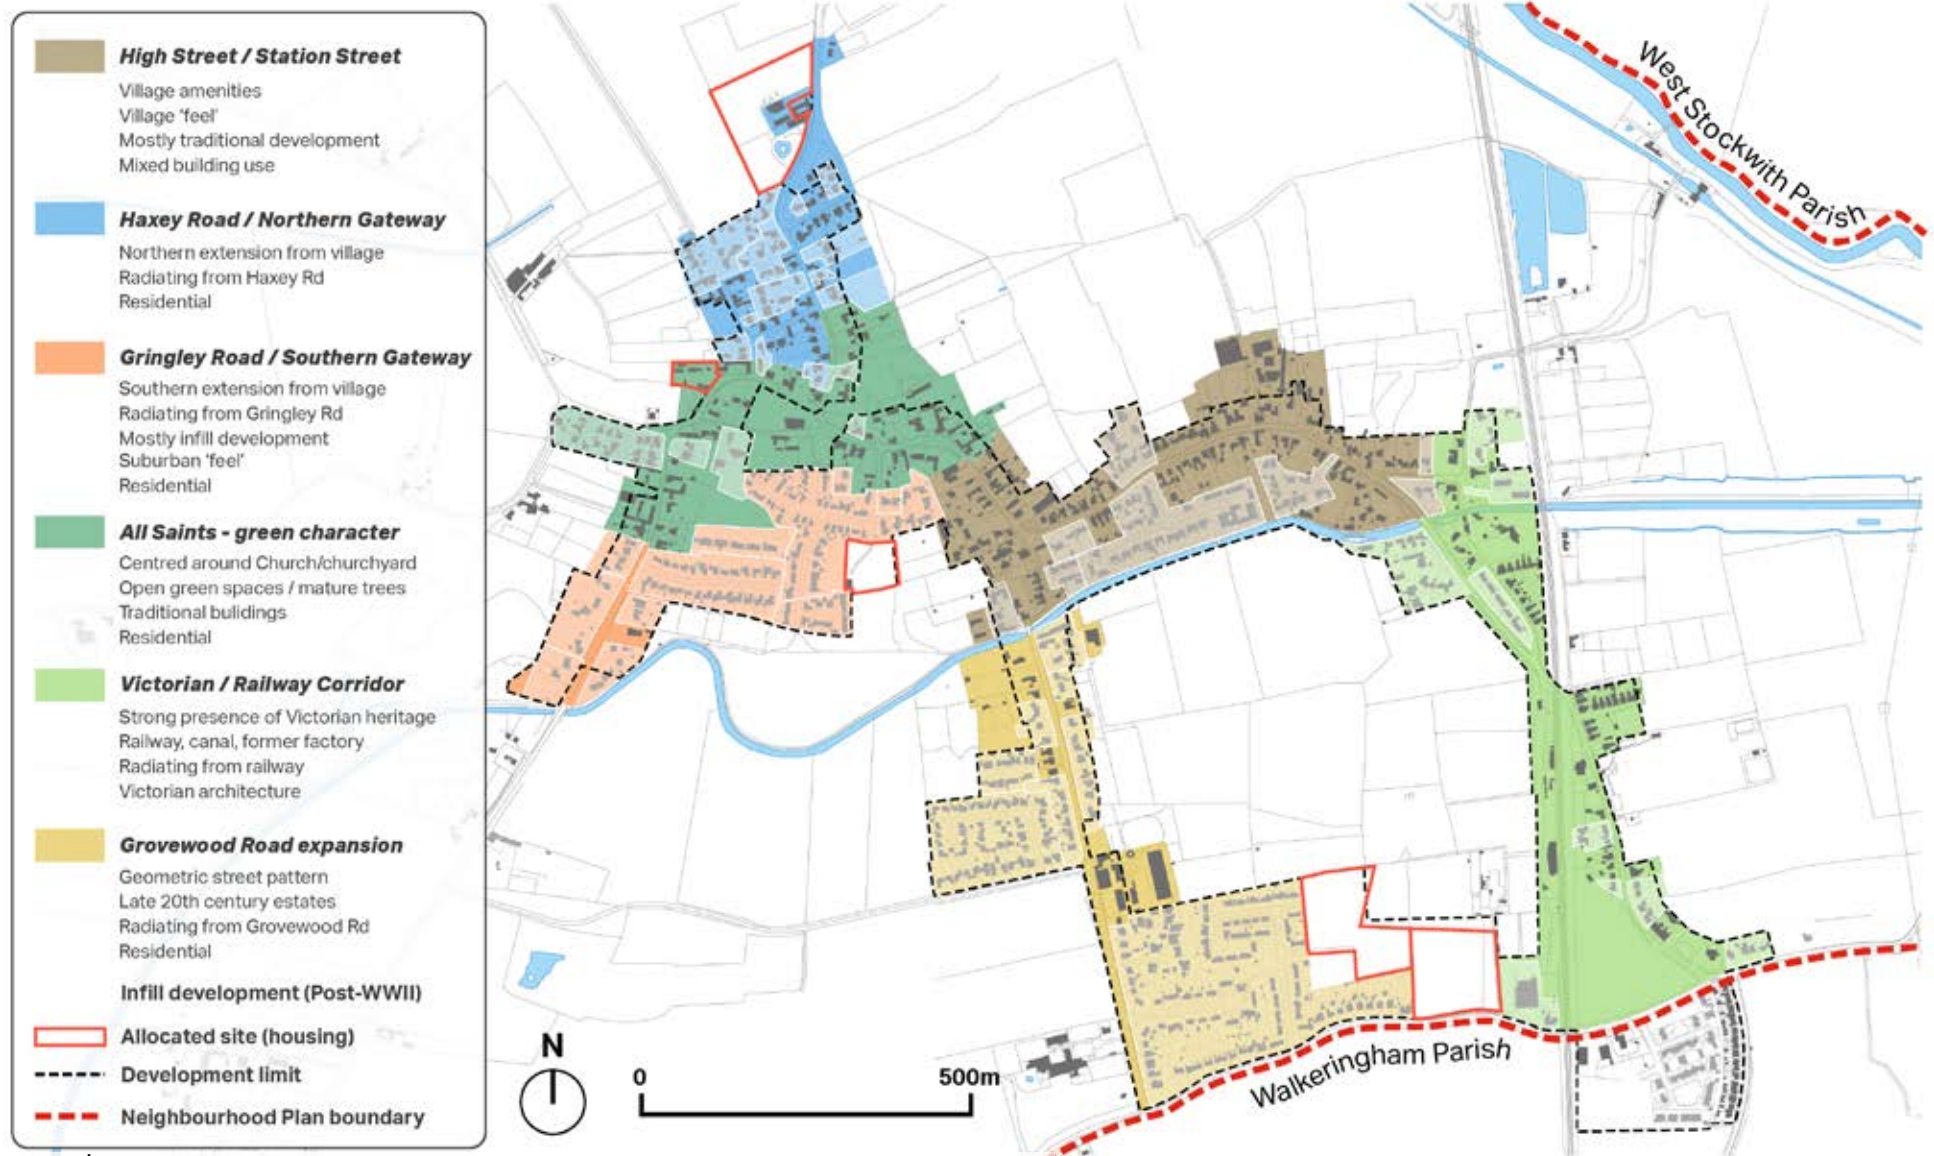 High Street / Station Street
Village amenities
Village 'feel'
Mostly traditional development
Mixed building use
Haxey Road / Northern Gateway
Northern extension from village
Radiating from Haxey Rd
Residential
Gringley Road / Southern Gateway
Southern extension from village
Radiating from Gringley Rd
Mostly infill development
Suburban 'feel'
Residential
All Saints - green character
Centred around Church/churchyard
Open green spaces / mature trees
Traditional bulidings
Residential
Victorian / Railway Corridor
Strong presence of Victorian heritage
Railway, canal, former factory
Radiating from railway
Victorian architecture
Grovewood Road expansion
Geometric street pattern
Late 20th century estates
Radiating from Grovewood Rd
Residential
Infill development (Post-WWII)
Allocated site (housing)
Development limit
Neighbourhood Plan boundary
West Stockwith Parish
Walkeringham Parish
N
0 500m